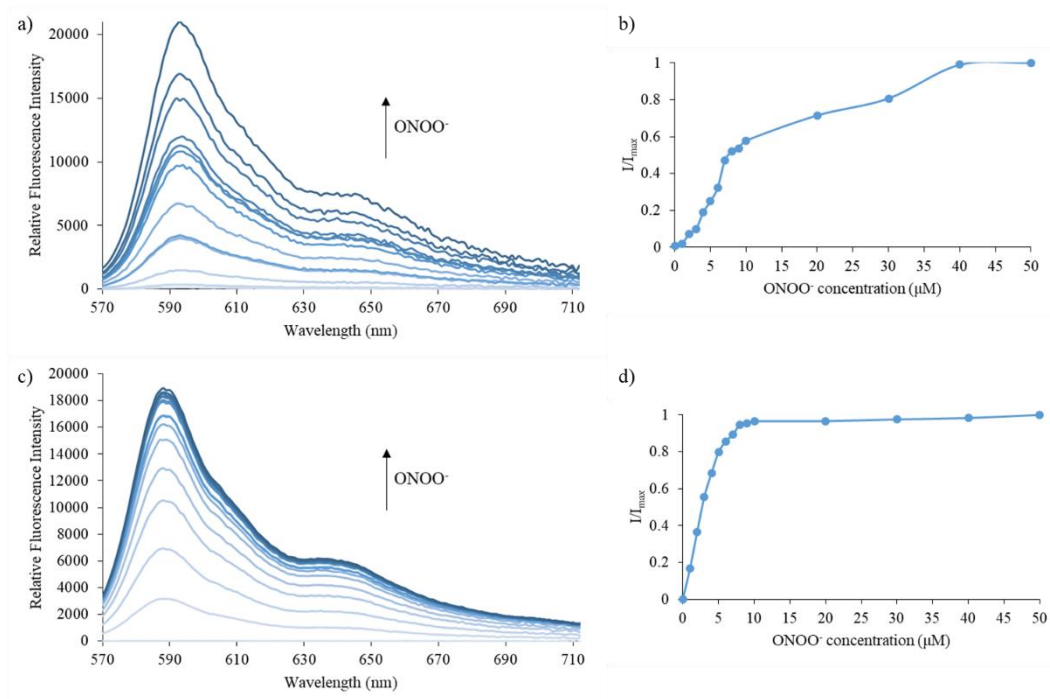 a)
Relative Fluorescence Intensity
20000
15000
10000
5000
0
ONOO⁻
570 590 610 630 650 670 690 710
Wavelength (nm)
b)
I/Imax
1
0.8
0.6
0.4
0.2
0
0 5 10 15 20 25 30 35 40 45 50
ONOO⁻ concentration (μM)
c)
Relative Fluorescence Intensity
20000
18000
16000
14000
12000
10000
8000
6000
4000
2000
0
ONOO⁻
570 590 610 630 650 670 690 710
Wavelength (nm)
d)
I/Imax
1
0.8
0.6
0.4
0.2
0
0 5 10 15 20 25 30 35 40 45 50
ONOO⁻ concentration (μM)